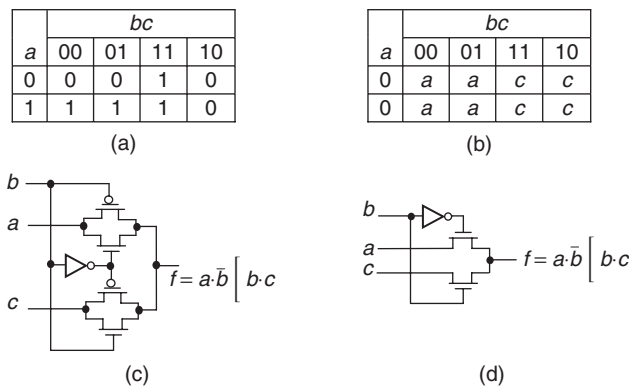 bc
a 00 01 11 10
0 0 0 1 0
1 1 1 1 0
(a)
bc
a 00 01 11 10
0 a a c c
0 a a c c
(b)
b
a
c
f = a·b̄ [ b·c
(c)
b
a
c
f = a·b̄ [ b·c
(d)